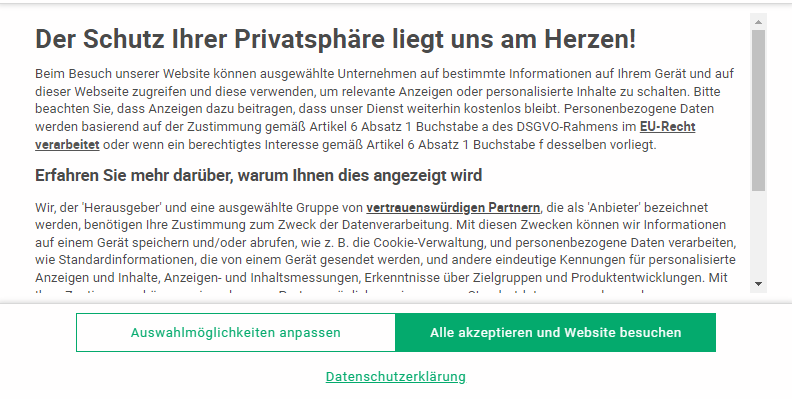 Der Schutz Ihrer Privatsphäre liegt uns am Herzen!
Beim Besuch unserer Website können ausgewählte Unternehmen auf bestimmte Informationen auf Ihrem Gerät und auf
dieser Webseite zugreifen und diese verwenden, um relevante Anzeigen oder personalisierte Inhalte zu schalten. Bitte
beachten Sie, dass Anzeigen dazu beitragen, dass unser Dienst weiterhin kostenlos bleibt. Personenbezogene Daten
werden basierend auf der Zustimmung gemäß Artikel 6 Absatz 1 Buchstabe a des DSGVO-Rahmens im EU-Recht
verarbeitet oder wenn ein berechtigtes Interesse gemäß Artikel 6 Absatz 1 Buchstabe f desselben vorliegt.
Erfahren Sie mehr darüber, warum Ihnen dies angezeigt wird
Wir, der 'Herausgeber' und eine ausgewählte Gruppe von vertrauenswürdigen Partnern, die als 'Anbieter' bezeichnet
werden, benötigen Ihre Zustimmung zum Zweck der Datenverarbeitung. Mit diesen Zwecken können wir Informationen
auf einem Gerät speichern und/oder abrufen, wie z. B. die Cookie-Verwaltung, und personenbezogene Daten verarbeiten,
wie Standardinformationen, die von einem Gerät gesendet werden, und andere eindeutige Kennungen für personalisierte
Anzeigen und Inhalte, Anzeigen- und Inhaltsmessungen, Erkenntnisse über Zielgruppen und Produktentwicklungen. Mit
Auswahlmöglichkeiten anpassen
Alle akzeptieren und Website besuchen
Datenschutzerklärung